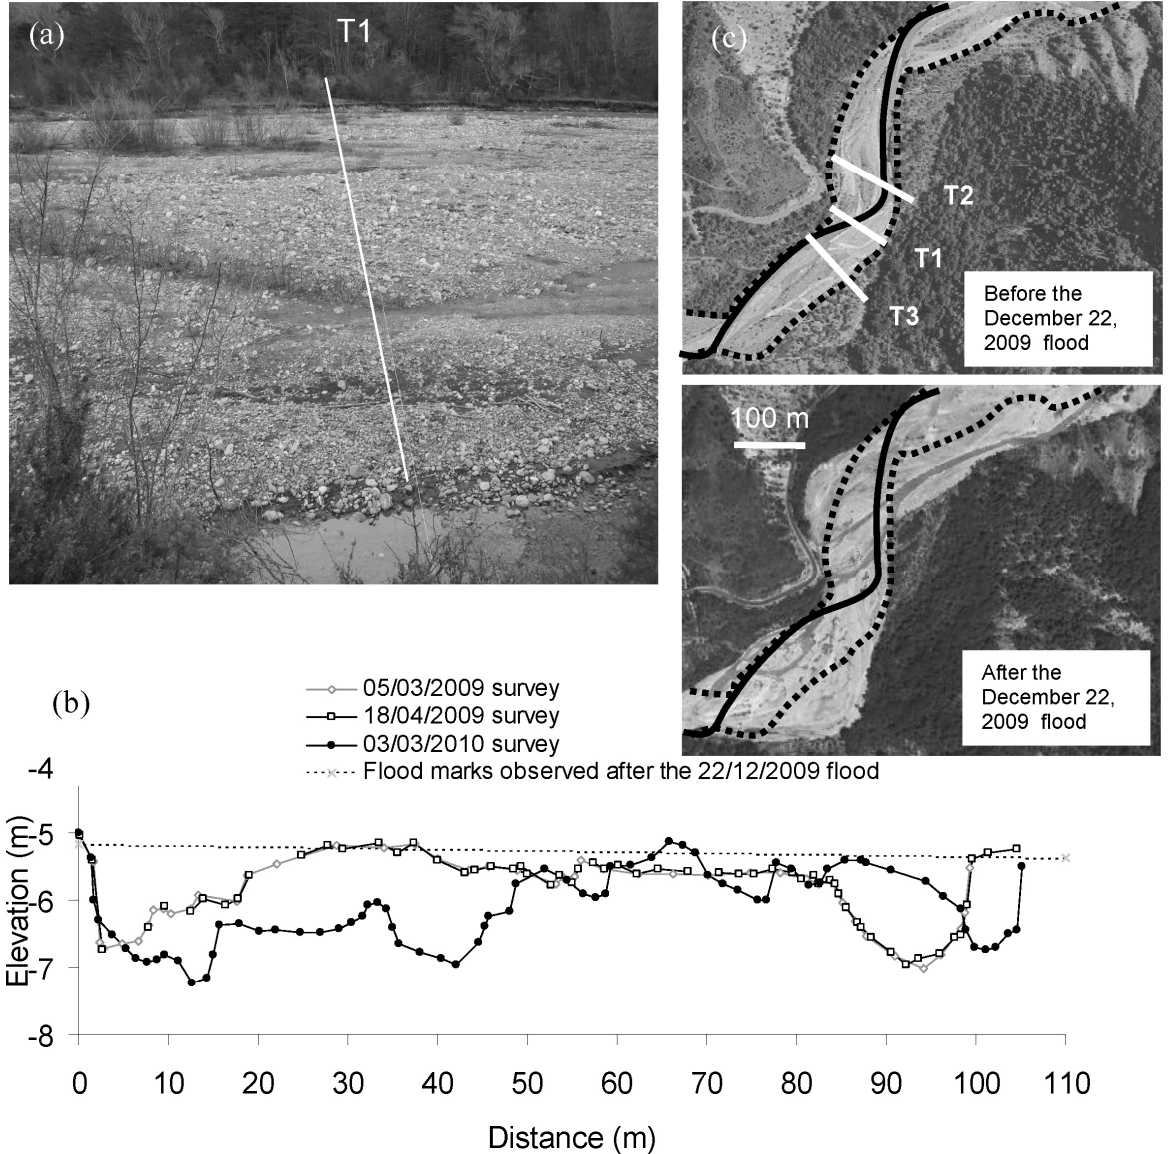 (a)
T1
(c)
T2
T1
T3
Before the
December 22,
2009 flood
100 m
After the
December 22,
2009 flood
(b)
05/03/2009 survey
18/04/2009 survey
03/03/2010 survey
Flood marks observed after the 22/12/2009 flood
Elevation (m)
-4
-5
-6
-7
-8
0 10 20 30 40 50 60 70 80 90 100 110
Distance (m)